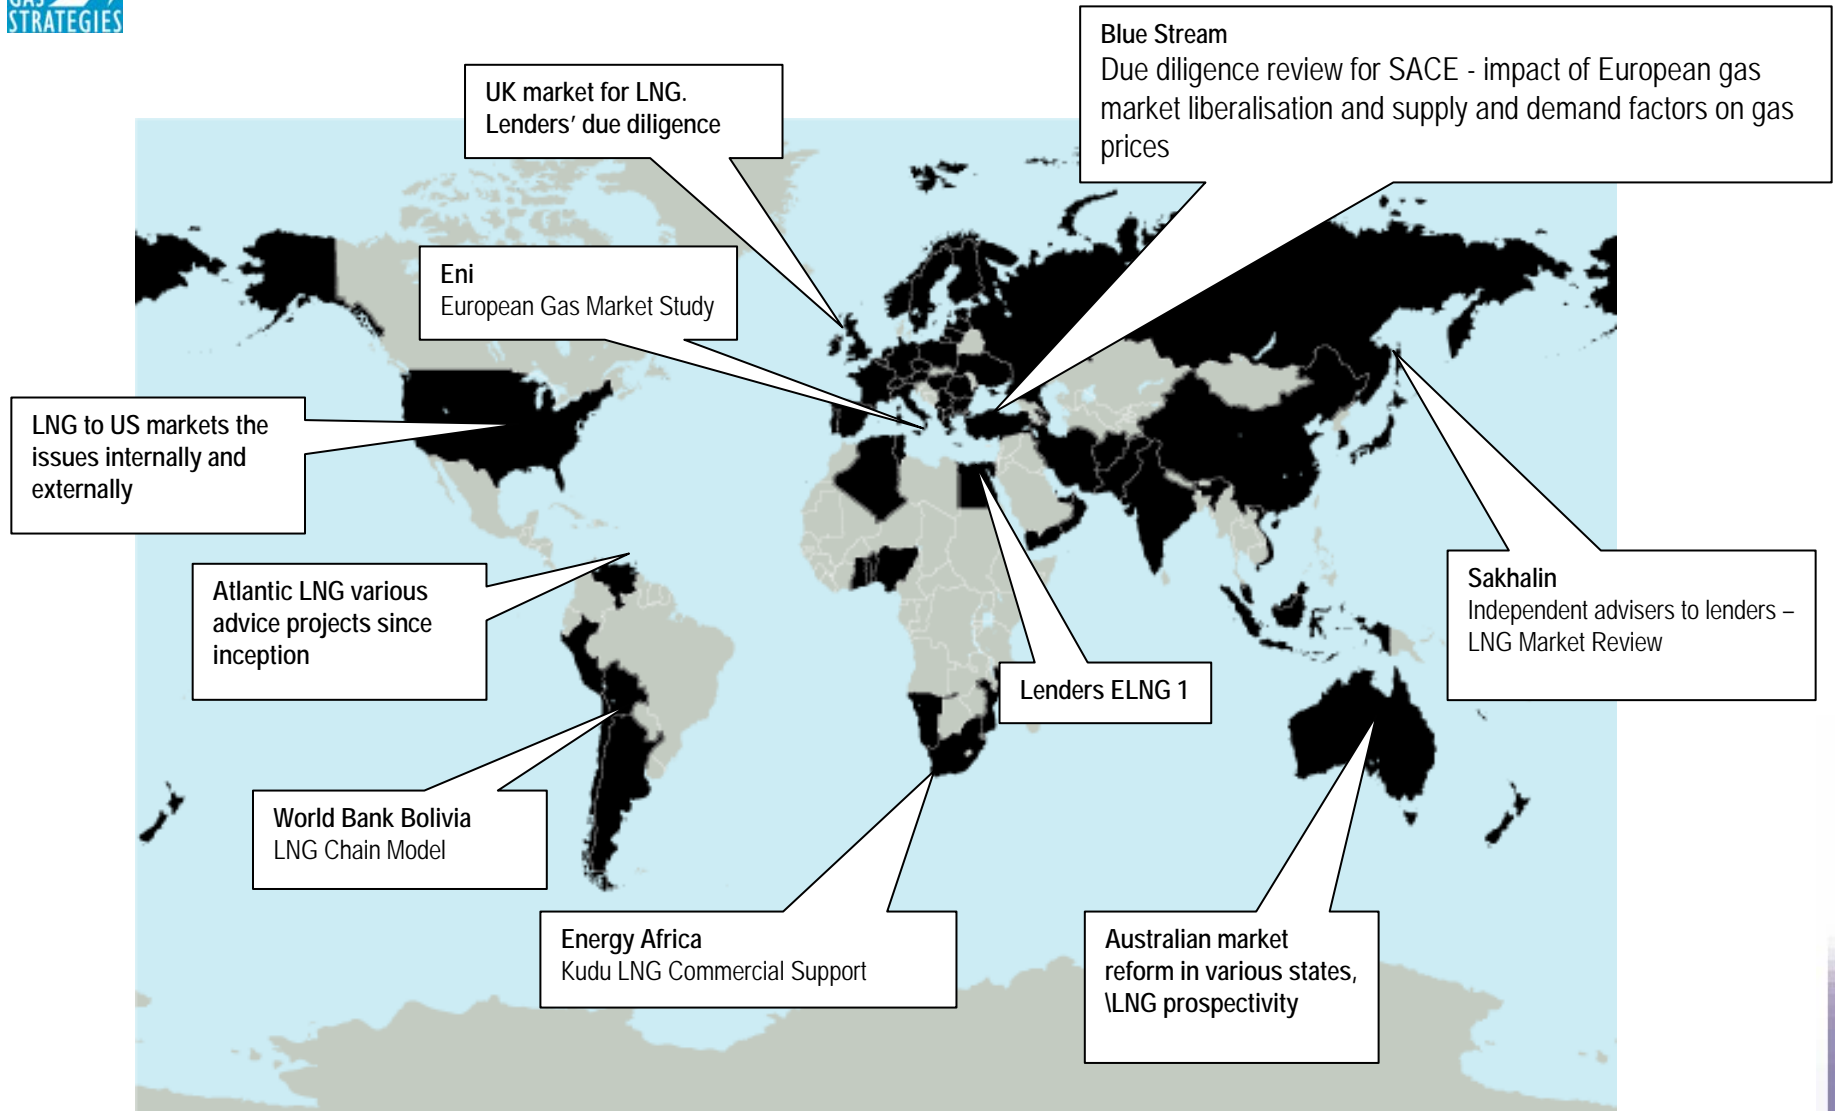 GAS
STRATEGIES
Blue Stream
Due diligence review for SACE - impact of European gas
market liberalisation and supply and demand factors on gas
prices
UK market for LNG.
Lenders’ due diligence
Eni
European Gas Market Study
LNG to US markets the
issues internally and
externally
Atlantic LNG various
advice projects since
inception
Sakhalin
Independent advisers to lenders –
LNG Market Review
Lenders ELNG 1
World Bank Bolivia
LNG Chain Model
Energy Africa
Kudu LNG Commercial Support
Australian market
reform in various states,
\LNG prospectivity